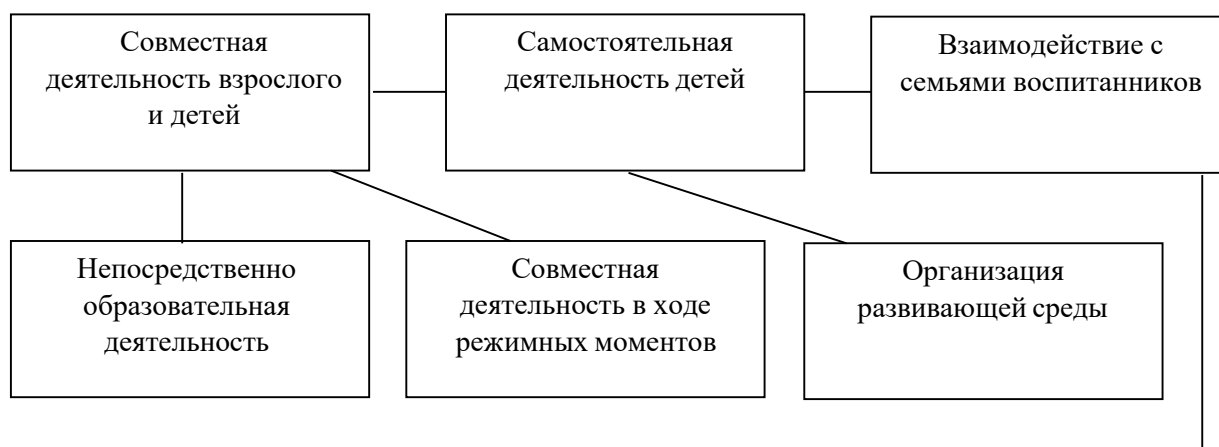 Совместная
деятельность взрослого
и детей
Самостоятельная
деятельность детей
Взаимодействие с
семьями воспитанников
Непосредственно
образовательная
деятельность
Совместная
деятельность в ходе
режимных моментов
Организация
развивающей среды